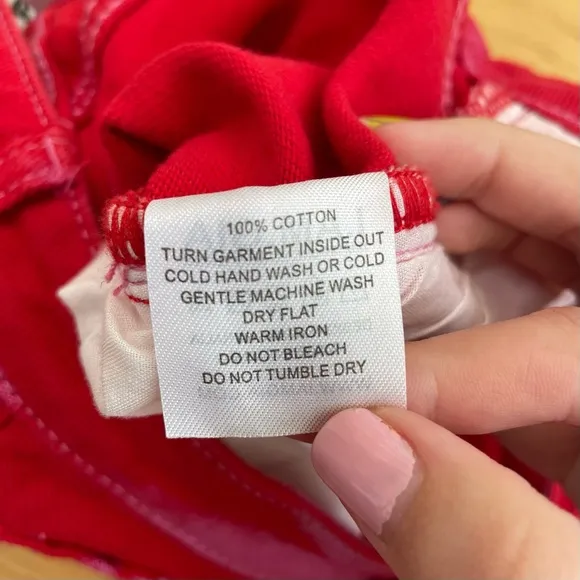 100% COTTON
TURN GARMENT INSIDE OUT
COLD HAND WASH OR COLD
GENTLE MACHINE WASH
DRY FLAT
WARM IRON
DO NOT BLEACH
DO NOT TUMBLE DRY